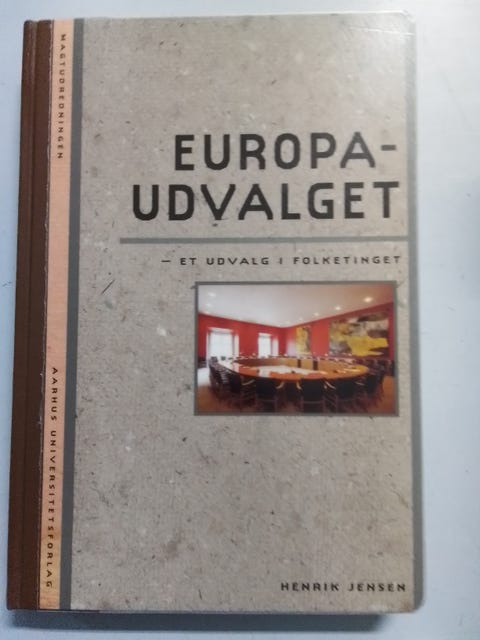 MAGTUDREDNINGEN
AARHUS UNIVERSITETSFORLAG
EUROPA-
UDVALGET
– ET UDVALG I FOLKETINGET
HENRIK JENSEN